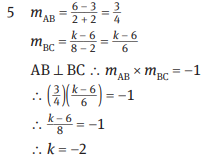 5 m_AB = (6 − 3)/(2 + 2) = 3/4
m_BC = (k − 6)/(8 − 2) = (k − 6)/6
AB ⊥ BC ∴ m_AB × m_BC = −1
∴ (3/4)((k − 6)/6) = −1
∴ (k − 6)/8 = −1
∴ k = −2